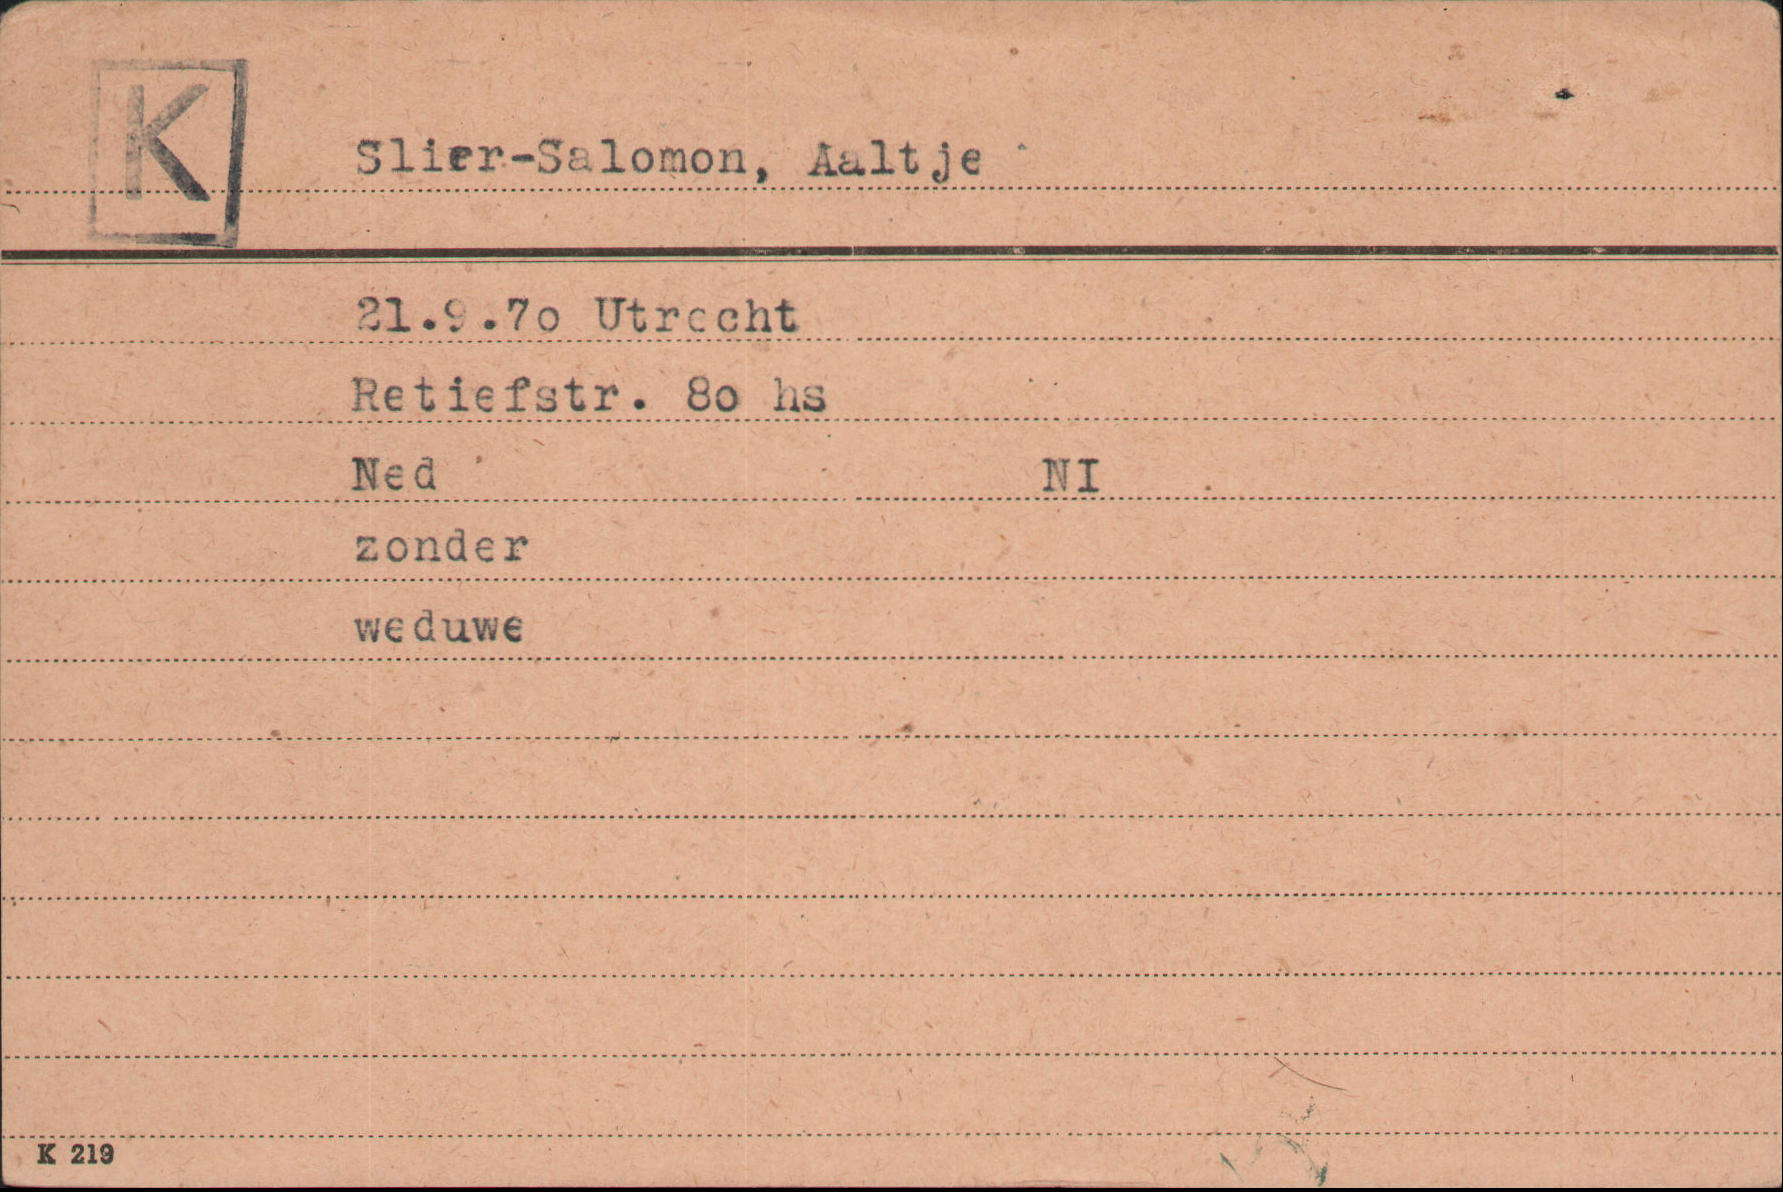 K
Slier-Salomon, Aaltje
21.9.70 Utrecht
Retiefstr. 80 hs
Ned NI
zonder
weduwe
K 219